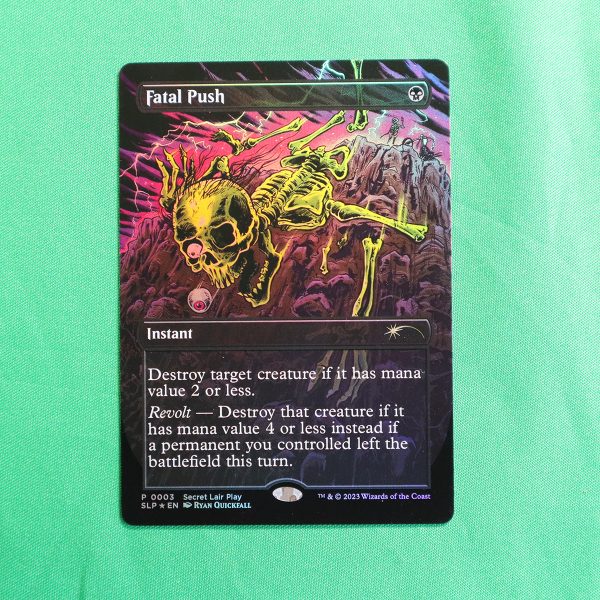 Fatal Push
Instant
Destroy target creature if it has mana
value 2 or less.
Revolt — Destroy that creature if it
has mana value 4 or less instead if
a permanent you controlled left the
battlefield this turn.
P 0003 Secret Lair Play
SLP ★ EN Ryan Quickfall
™ & © 2023 Wizards of the Coast